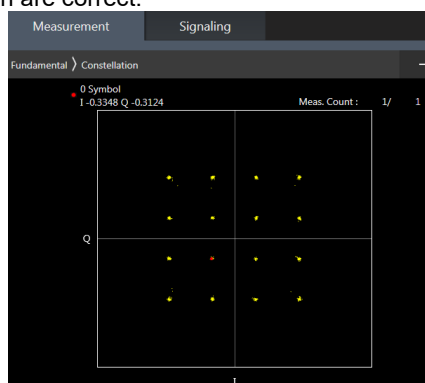 n are correct.
Measurement Signaling
Fundamental 〉 Constellation
0 Symbol
I -0.3348 Q -0.3124 Meas. Count : 1/ 1
Q
I